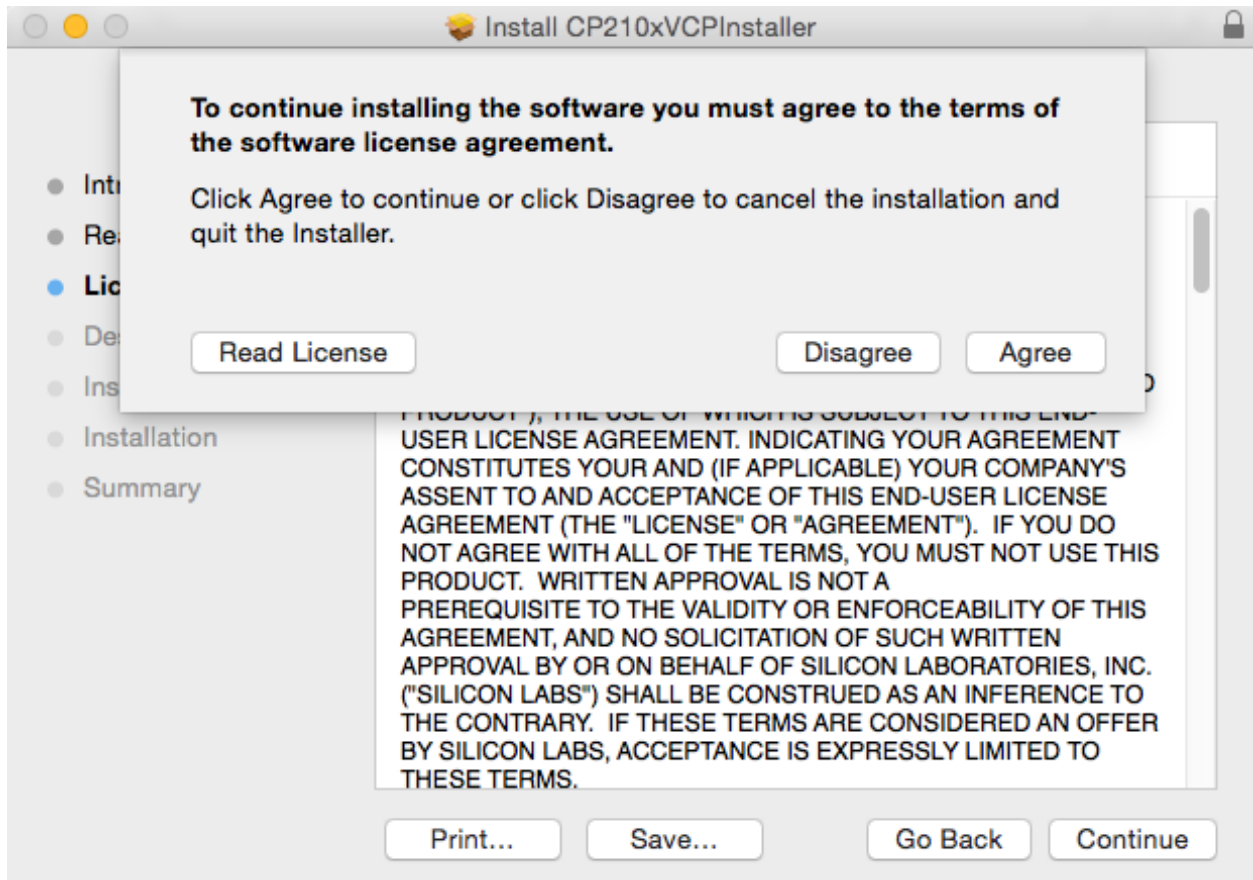 Install CP210xVCPInstaller
To continue installing the software you must agree to the terms of
the software license agreement.
Click Agree to continue or click Disagree to cancel the installation and
quit the Installer.
Read License
Disagree
Agree
Lic
Installation
Summary
USER LICENSE AGREEMENT. INDICATING YOUR AGREEMENT
CONSTITUTES YOUR AND (IF APPLICABLE) YOUR COMPANY'S
ASSENT TO AND ACCEPTANCE OF THIS END-USER LICENSE
AGREEMENT (THE "LICENSE" OR "AGREEMENT").  IF YOU DO
NOT AGREE WITH ALL OF THE TERMS, YOU MUST NOT USE THIS
PRODUCT.  WRITTEN APPROVAL IS NOT A
PREREQUISITE TO THE VALIDITY OR ENFORCEABILITY OF THIS
AGREEMENT, AND NO SOLICITATION OF SUCH WRITTEN
APPROVAL BY OR ON BEHALF OF SILICON LABORATORIES, INC.
("SILICON LABS") SHALL BE CONSTRUED AS AN INFERENCE TO
THE CONTRARY.  IF THESE TERMS ARE CONSIDERED AN OFFER
BY SILICON LABS, ACCEPTANCE IS EXPRESSLY LIMITED TO
THESE TERMS.
Print...
Save...
Go Back
Continue